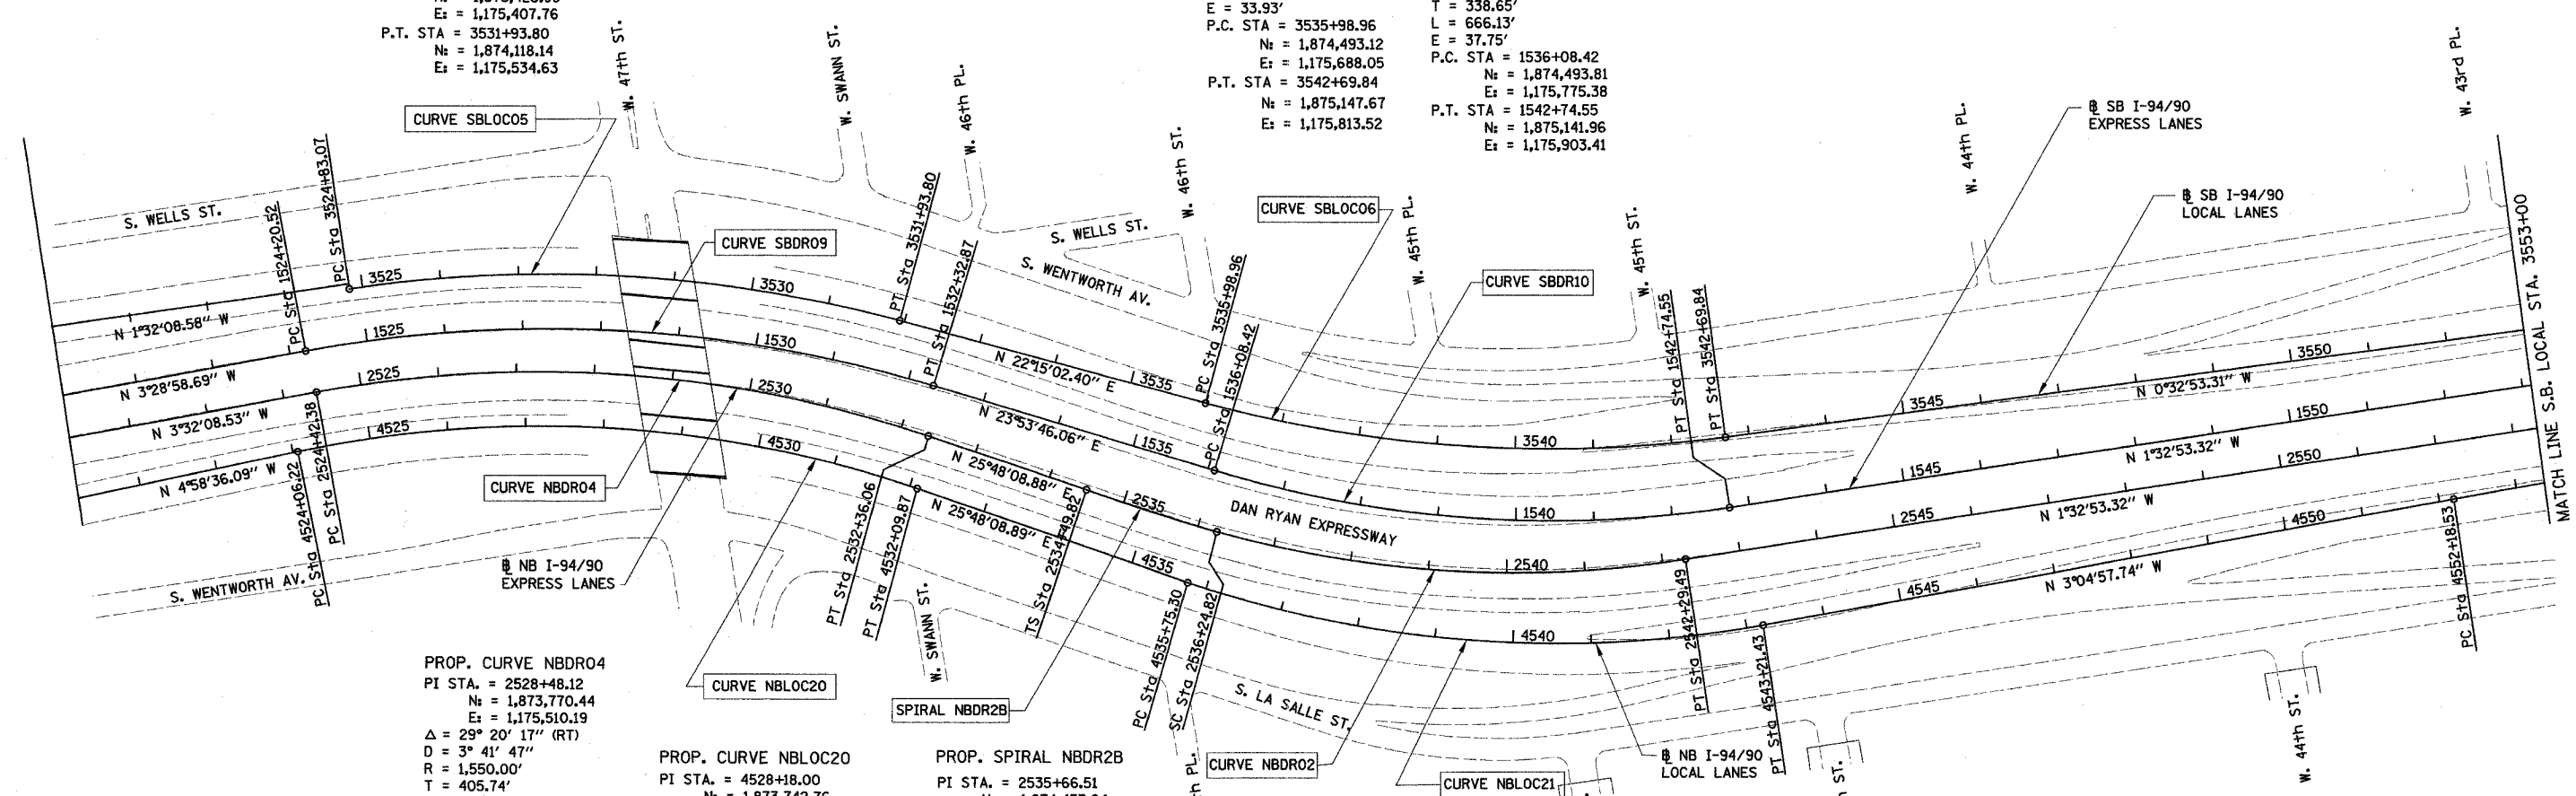 E: = 1,175,407.76
P.T. STA = 3531+93.80
N: = 1,874,118.14
E: = 1,175,534.63
E = 33.93'
P.C. STA = 3535+98.96
N: = 1,874,493.12
E: = 1,175,688.05
P.T. STA = 3542+69.84
N: = 1,875,147.67
E: = 1,175,813.52
T = 338.65'
L = 666.13'
E = 37.75'
P.C. STA = 1536+08.42
N: = 1,874,493.81
E: = 1,175,775.38
P.T. STA = 1542+74.55
N: = 1,875,141.96
E: = 1,175,903.41
W. 47th ST.
W. SWANN ST.
W. 46th PL.
W. 46th ST.
W. 45th PL.
W. 45th ST.
W. 44th PL.
W. 43rd PL.
CURVE SBLOC05
CURVE SBDR09
CURVE SBLOC06
CURVE SBDR10
℄ SB I-94/90
EXPRESS LANES
℄ SB I-94/90
LOCAL LANES
S. WELLS ST.
S. WELLS ST.
S. WENTWORTH AV.
PC Sta 1524+20.52
PC Sta 3524+83.07
PT Sta 3531+93.80
PT Sta 1532+32.87
PC Sta 3535+98.96
PC Sta 1536+08.42
PT Sta 1542+74.55
PT Sta 3542+69.84
MATCH LINE S.B. LOCAL STA. 3553+00
N 1°32'08.58" W
3525
3530
N 22°15'02.40" E
3535
3540
3545
N 0°32'53.31" W
3550
N 3°28'58.69" W
1525
1530
N 23°53'46.06" E
1535
1540
1545
N 1°32'53.32" W
1550
N 3°32'08.53" W
2525
2530
N 25°48'08.88" E
2535
DAN RYAN EXPRESSWAY
2540
2545
N 1°32'53.32" W
2550
N 4°58'36.09" W
4525
4530
N 25°48'08.89" E
4535
4540
4545
N 3°04'57.74" W
4550
S. WENTWORTH AV.
PC Sta 4524+06.22
PC Sta 2524+42.38
CURVE NBDR04
℄ NB I-94/90
EXPRESS LANES
PT Sta 2532+36.06
PT Sta 4532+09.87
W. SWANN ST.
TS Sta 2534+49.82
PC Sta 4535+75.30
SC Sta 2536+24.82
S. LA SALLE ST.
PT Sta 2542+29.49
PT Sta 4543+21.43
PC Sta 4552+18.53
W. 44th ST.
CURVE NBLOC20
SPIRAL NBDR2B
CURVE NBDR02
CURVE NBLOC21
℄ NB I-94/90
LOCAL LANES
PROP. CURVE NBDR04
PI STA. = 2528+48.12
N: = 1,873,770.44
E: = 1,175,510.19
Δ = 29° 20' 17" (RT)
D = 3° 41' 47"
R = 1,550.00'
T = 405.74'
PROP. CURVE NBLOC20
PI STA. = 4528+18.00
PROP. SPIRAL NBDR2B
PI STA. = 2535+66.51